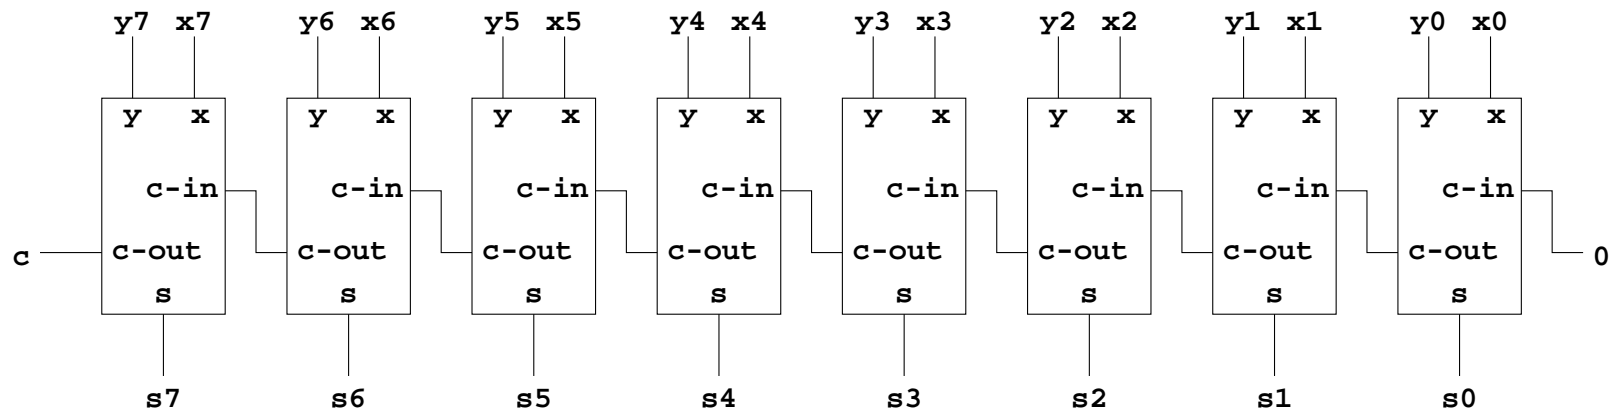 y7 x7 y6 x6 y5 x5 y4 x4 y3 x3 y2 x2 y1 x1 y0 x0
y x y x y x y x y x y x y x y x
c-in c-in c-in c-in c-in c-in c-in c-in
c c-out c-out c-out c-out c-out c-out c-out c-out 0
s s s s s s s s
s7 s6 s5 s4 s3 s2 s1 s0